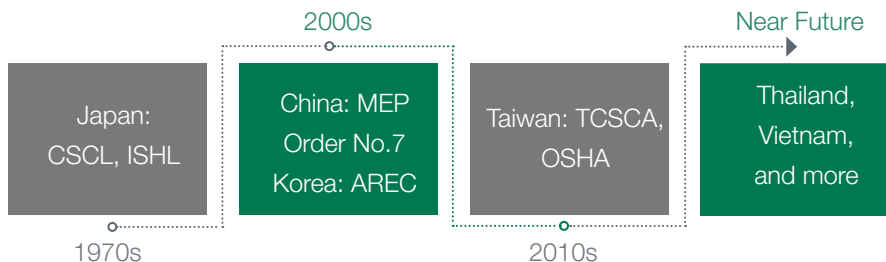 2000s
Near Future
Japan:
CSCL, ISHL
China: MEP
Order No.7
Korea: AREC
Taiwan: TCSCA,
OSHA
Thailand,
Vietnam,
and more
1970s
2010s